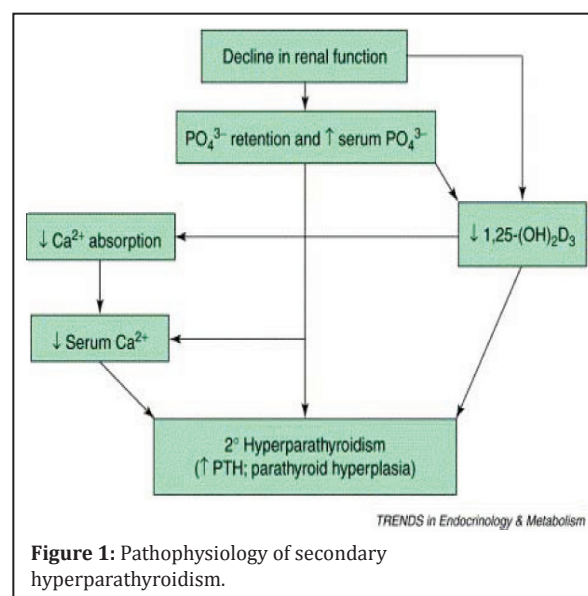 Decline in renal function
PO₄³⁻ retention and ↑ serum PO₄³⁻
↓ 1,25-(OH)₂D₃
↓ Ca²⁺ absorption
↓ Serum Ca²⁺
2° Hyperparathyroidism
(↑ PTH; parathyroid hyperplasia)
TRENDS in Endocrinology & Metabolism
Figure 1: Pathophysiology of secondary
hyperparathyroidism.